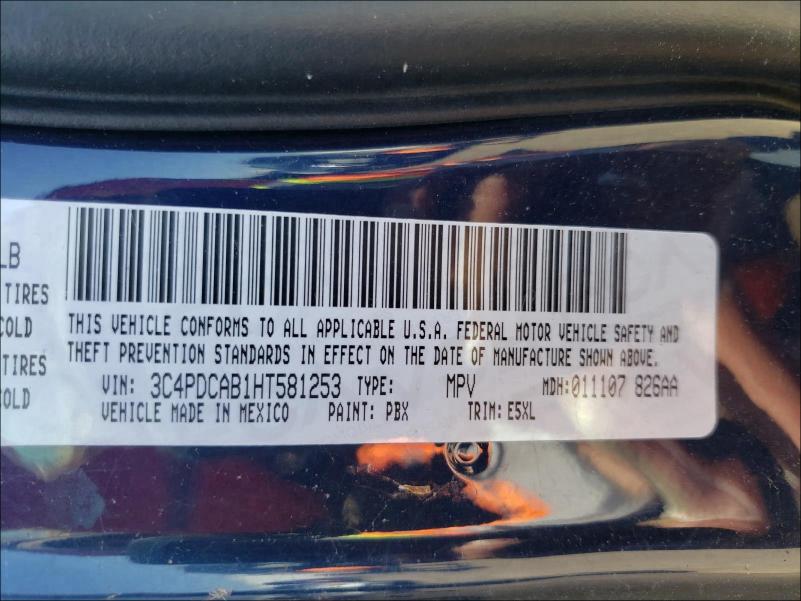 LB
TIRES
COLD
TIRES
COLD
THIS VEHICLE CONFORMS TO ALL APPLICABLE U.S.A. FEDERAL MOTOR VEHICLE SAFETY AND
THEFT PREVENTION STANDARDS IN EFFECT ON THE DATE OF MANUFACTURE SHOWN ABOVE.
VIN: 3C4PDCAB1HT581253 TYPE: MPV MDH:011107 826AA
VEHICLE MADE IN MEXICO PAINT: PBX TRIM: E5XL